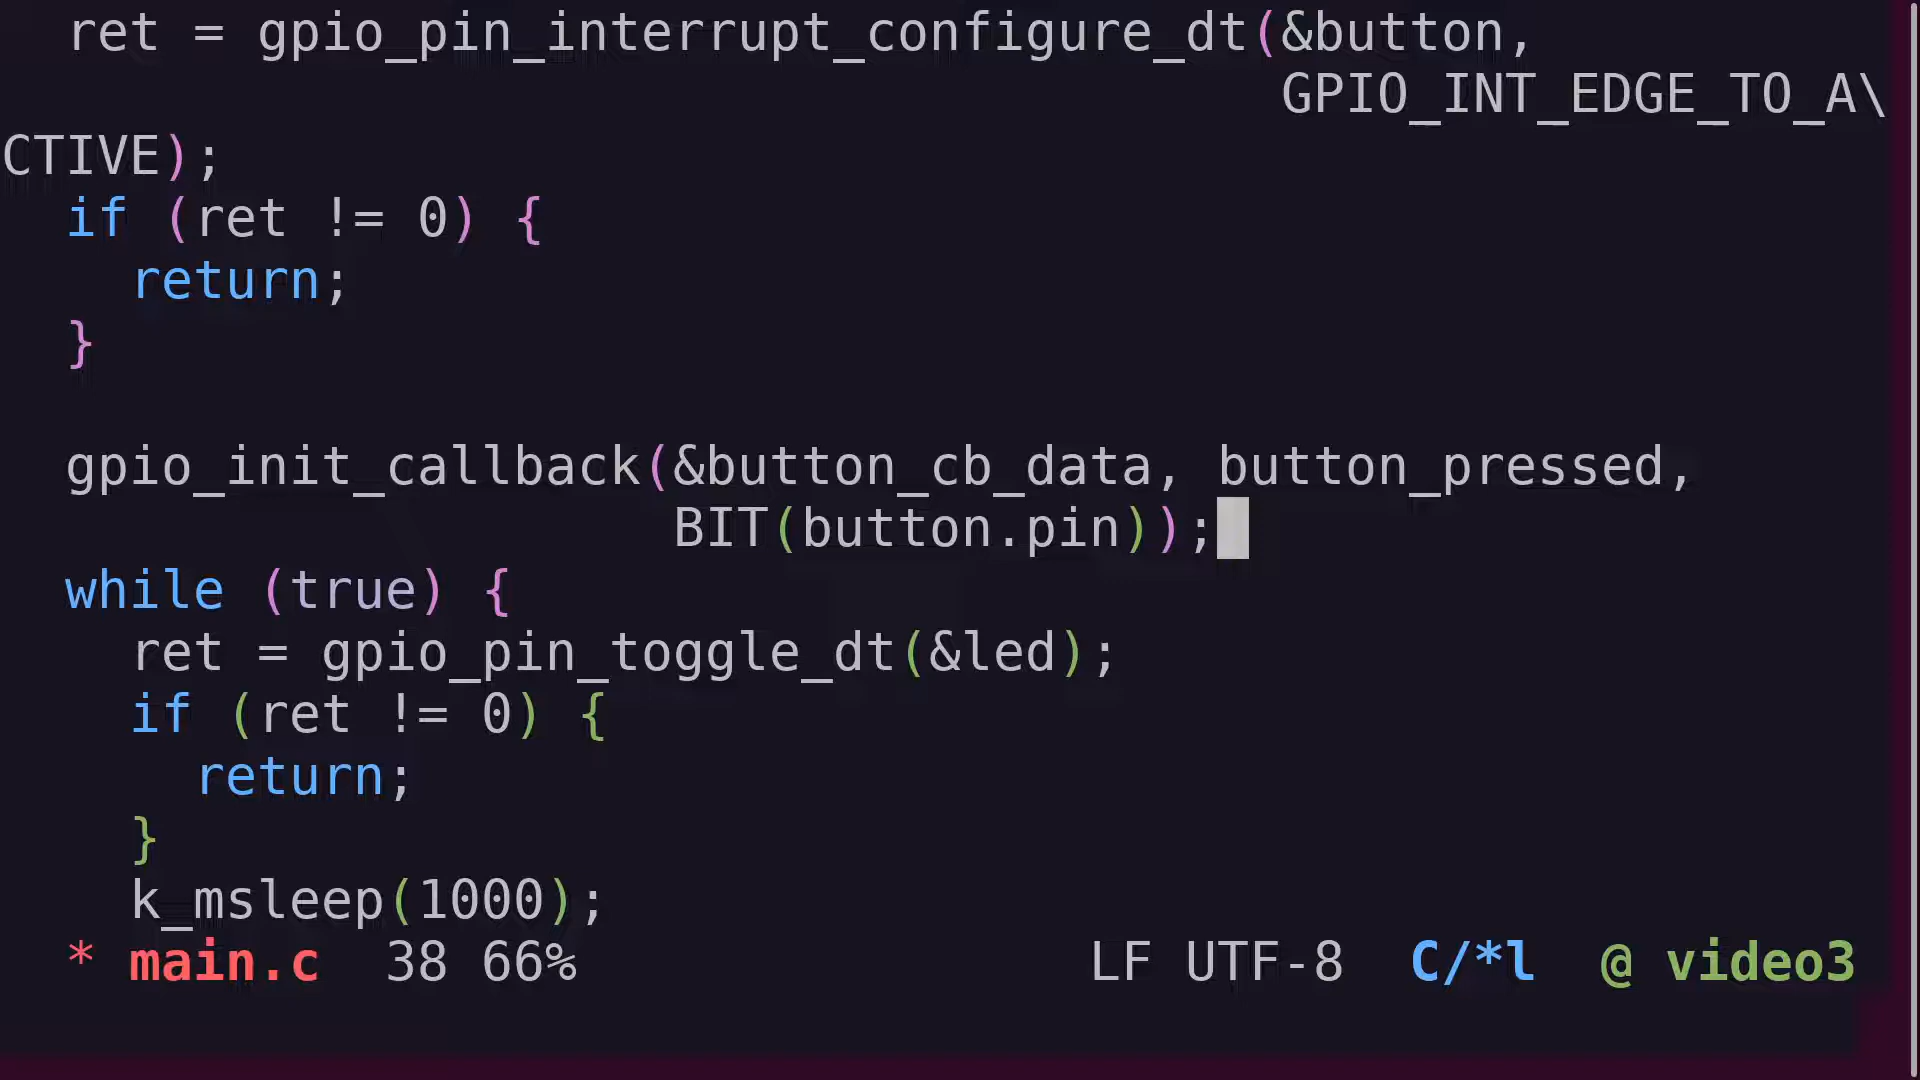 ret = gpio_pin_interrupt_configure_dt(&button,
GPIO_INT_EDGE_TO_A\
CTIVE);
if (ret != 0) {
return;
}
gpio_init_callback(&button_cb_data, button_pressed,
BIT(button.pin));
while (true) {
ret = gpio_pin_toggle_dt(&led);
if (ret != 0) {
return;
}
k_msleep(1000);
* main.c 38 66% LF UTF-8 C/*l @ video3